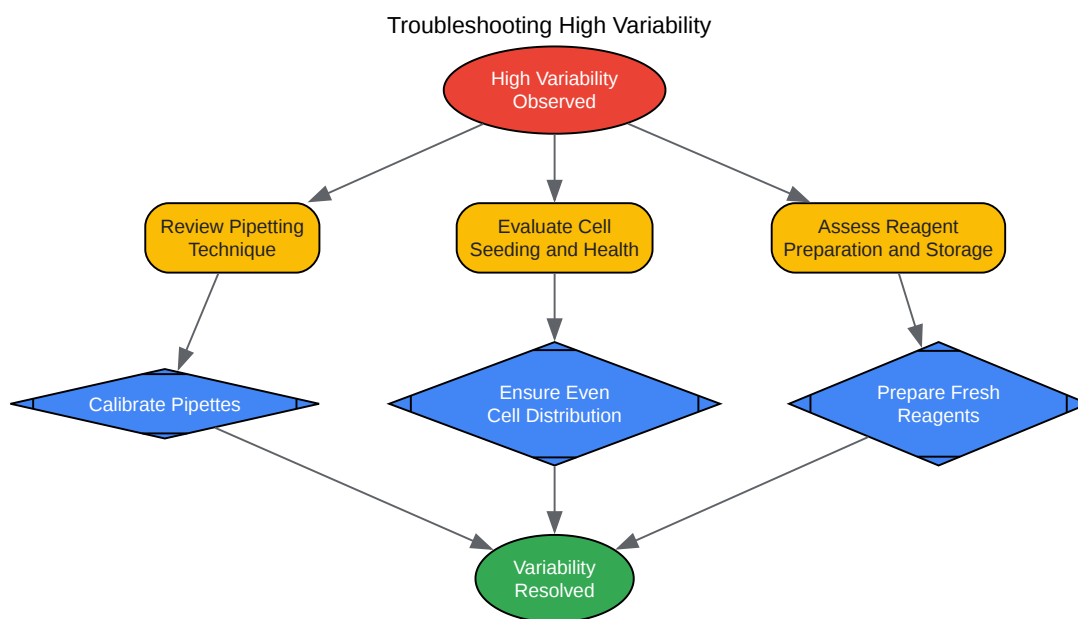 Troubleshooting High Variability
High Variability
Observed
Review Pipetting
Technique
Evaluate Cell
Seeding and Health
Assess Reagent
Preparation and Storage
Calibrate Pipettes
Ensure Even
Cell Distribution
Prepare Fresh
Reagents
Variability
Resolved